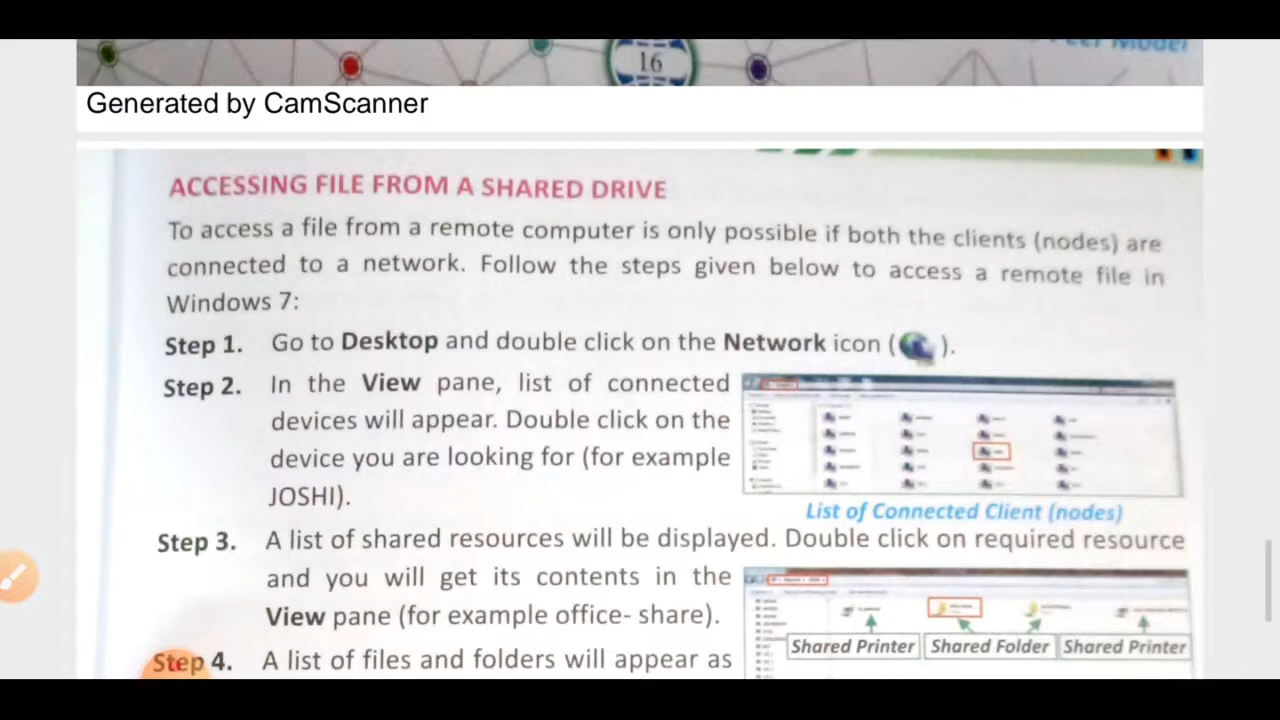 16
Peer Model
Generated by CamScanner
ACCESSING FILE FROM A SHARED DRIVE
To access a file from a remote computer is only possible if both the clients (nodes) are
connected to a network. Follow the steps given below to access a remote file in
Windows 7:
Step 1. Go to Desktop and double click on the Network icon ( ).
Step 2. In the View pane, list of connected
devices will appear. Double click on the
device you are looking for (for example
JOSHI).
List of Connected Client (nodes)
Step 3. A list of shared resources will be displayed. Double click on required resource
and you will get its contents in the
View pane (for example office- share).
Shared Printer Shared Folder Shared Printer
Step 4. A list of files and folders will appear as